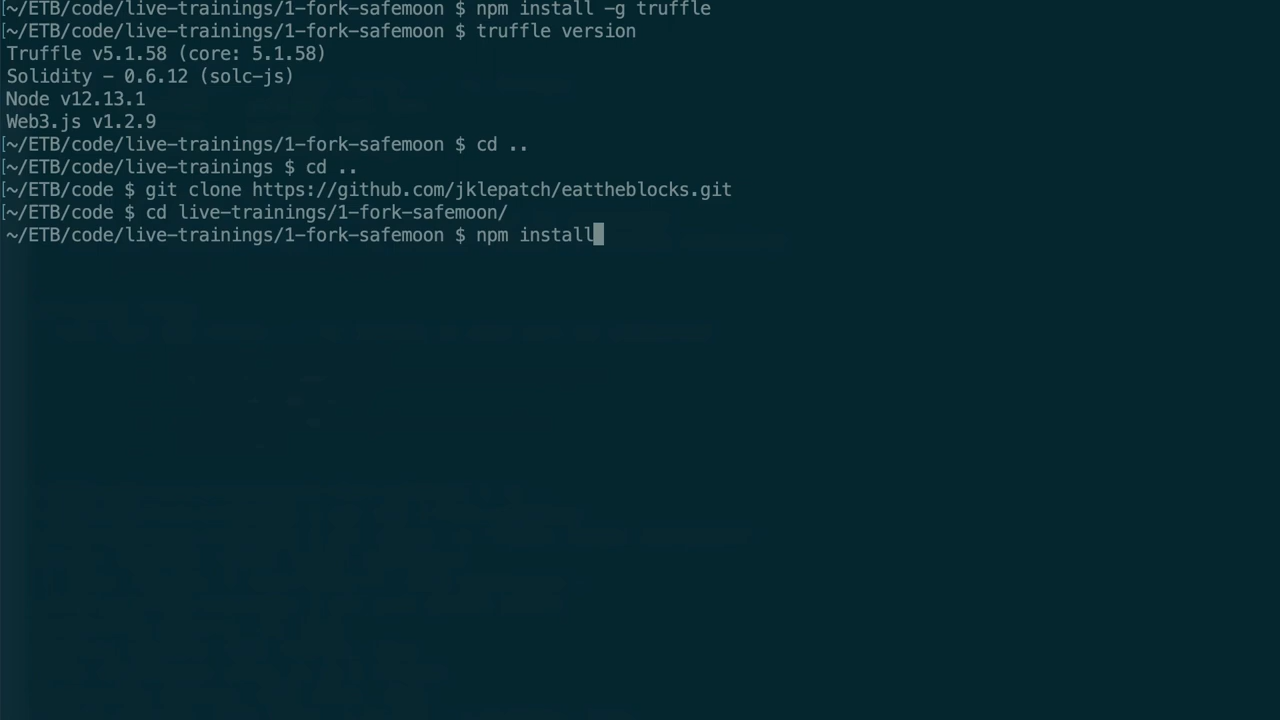 [~/ETB/code/live-trainings/1-fork-safemoon $ npm install -g truffle
[~/ETB/code/live-trainings/1-fork-safemoon $ truffle version
Truffle v5.1.58 (core: 5.1.58)
Solidity - 0.6.12 (solc-js)
Node v12.13.1
Web3.js v1.2.9
[~/ETB/code/live-trainings/1-fork-safemoon $ cd ..
[~/ETB/code/live-trainings $ cd ..
[~/ETB/code $ git clone https://github.com/jklepatch/eattheblocks.git
[~/ETB/code $ cd live-trainings/1-fork-safemoon/
~/ETB/code/live-trainings/1-fork-safemoon $ npm install